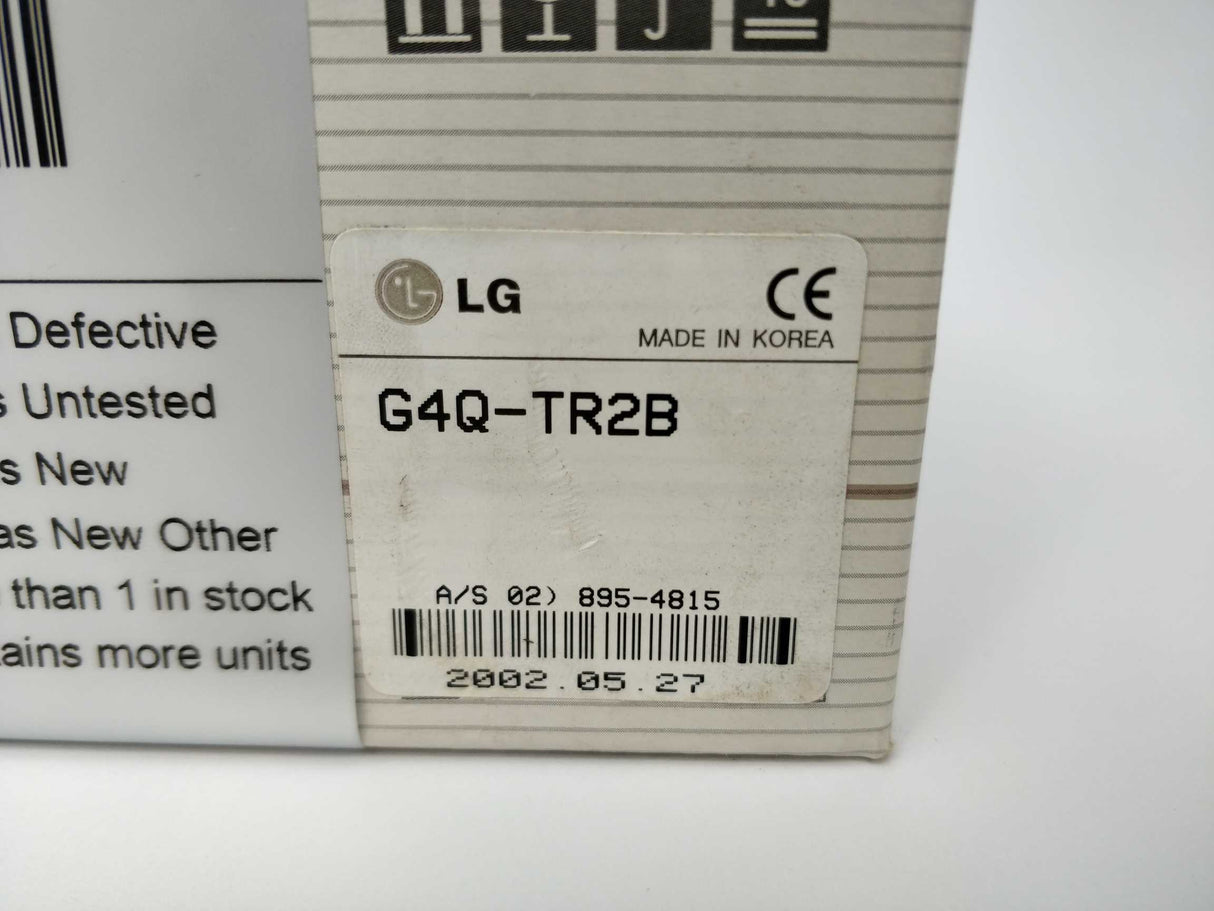 LG
CE
MADE IN KOREA
G4Q-TR2B
A/S 02) 895-4815
2002.05.27
Defective
Untested
New
as New Other
than 1 in stock
more units